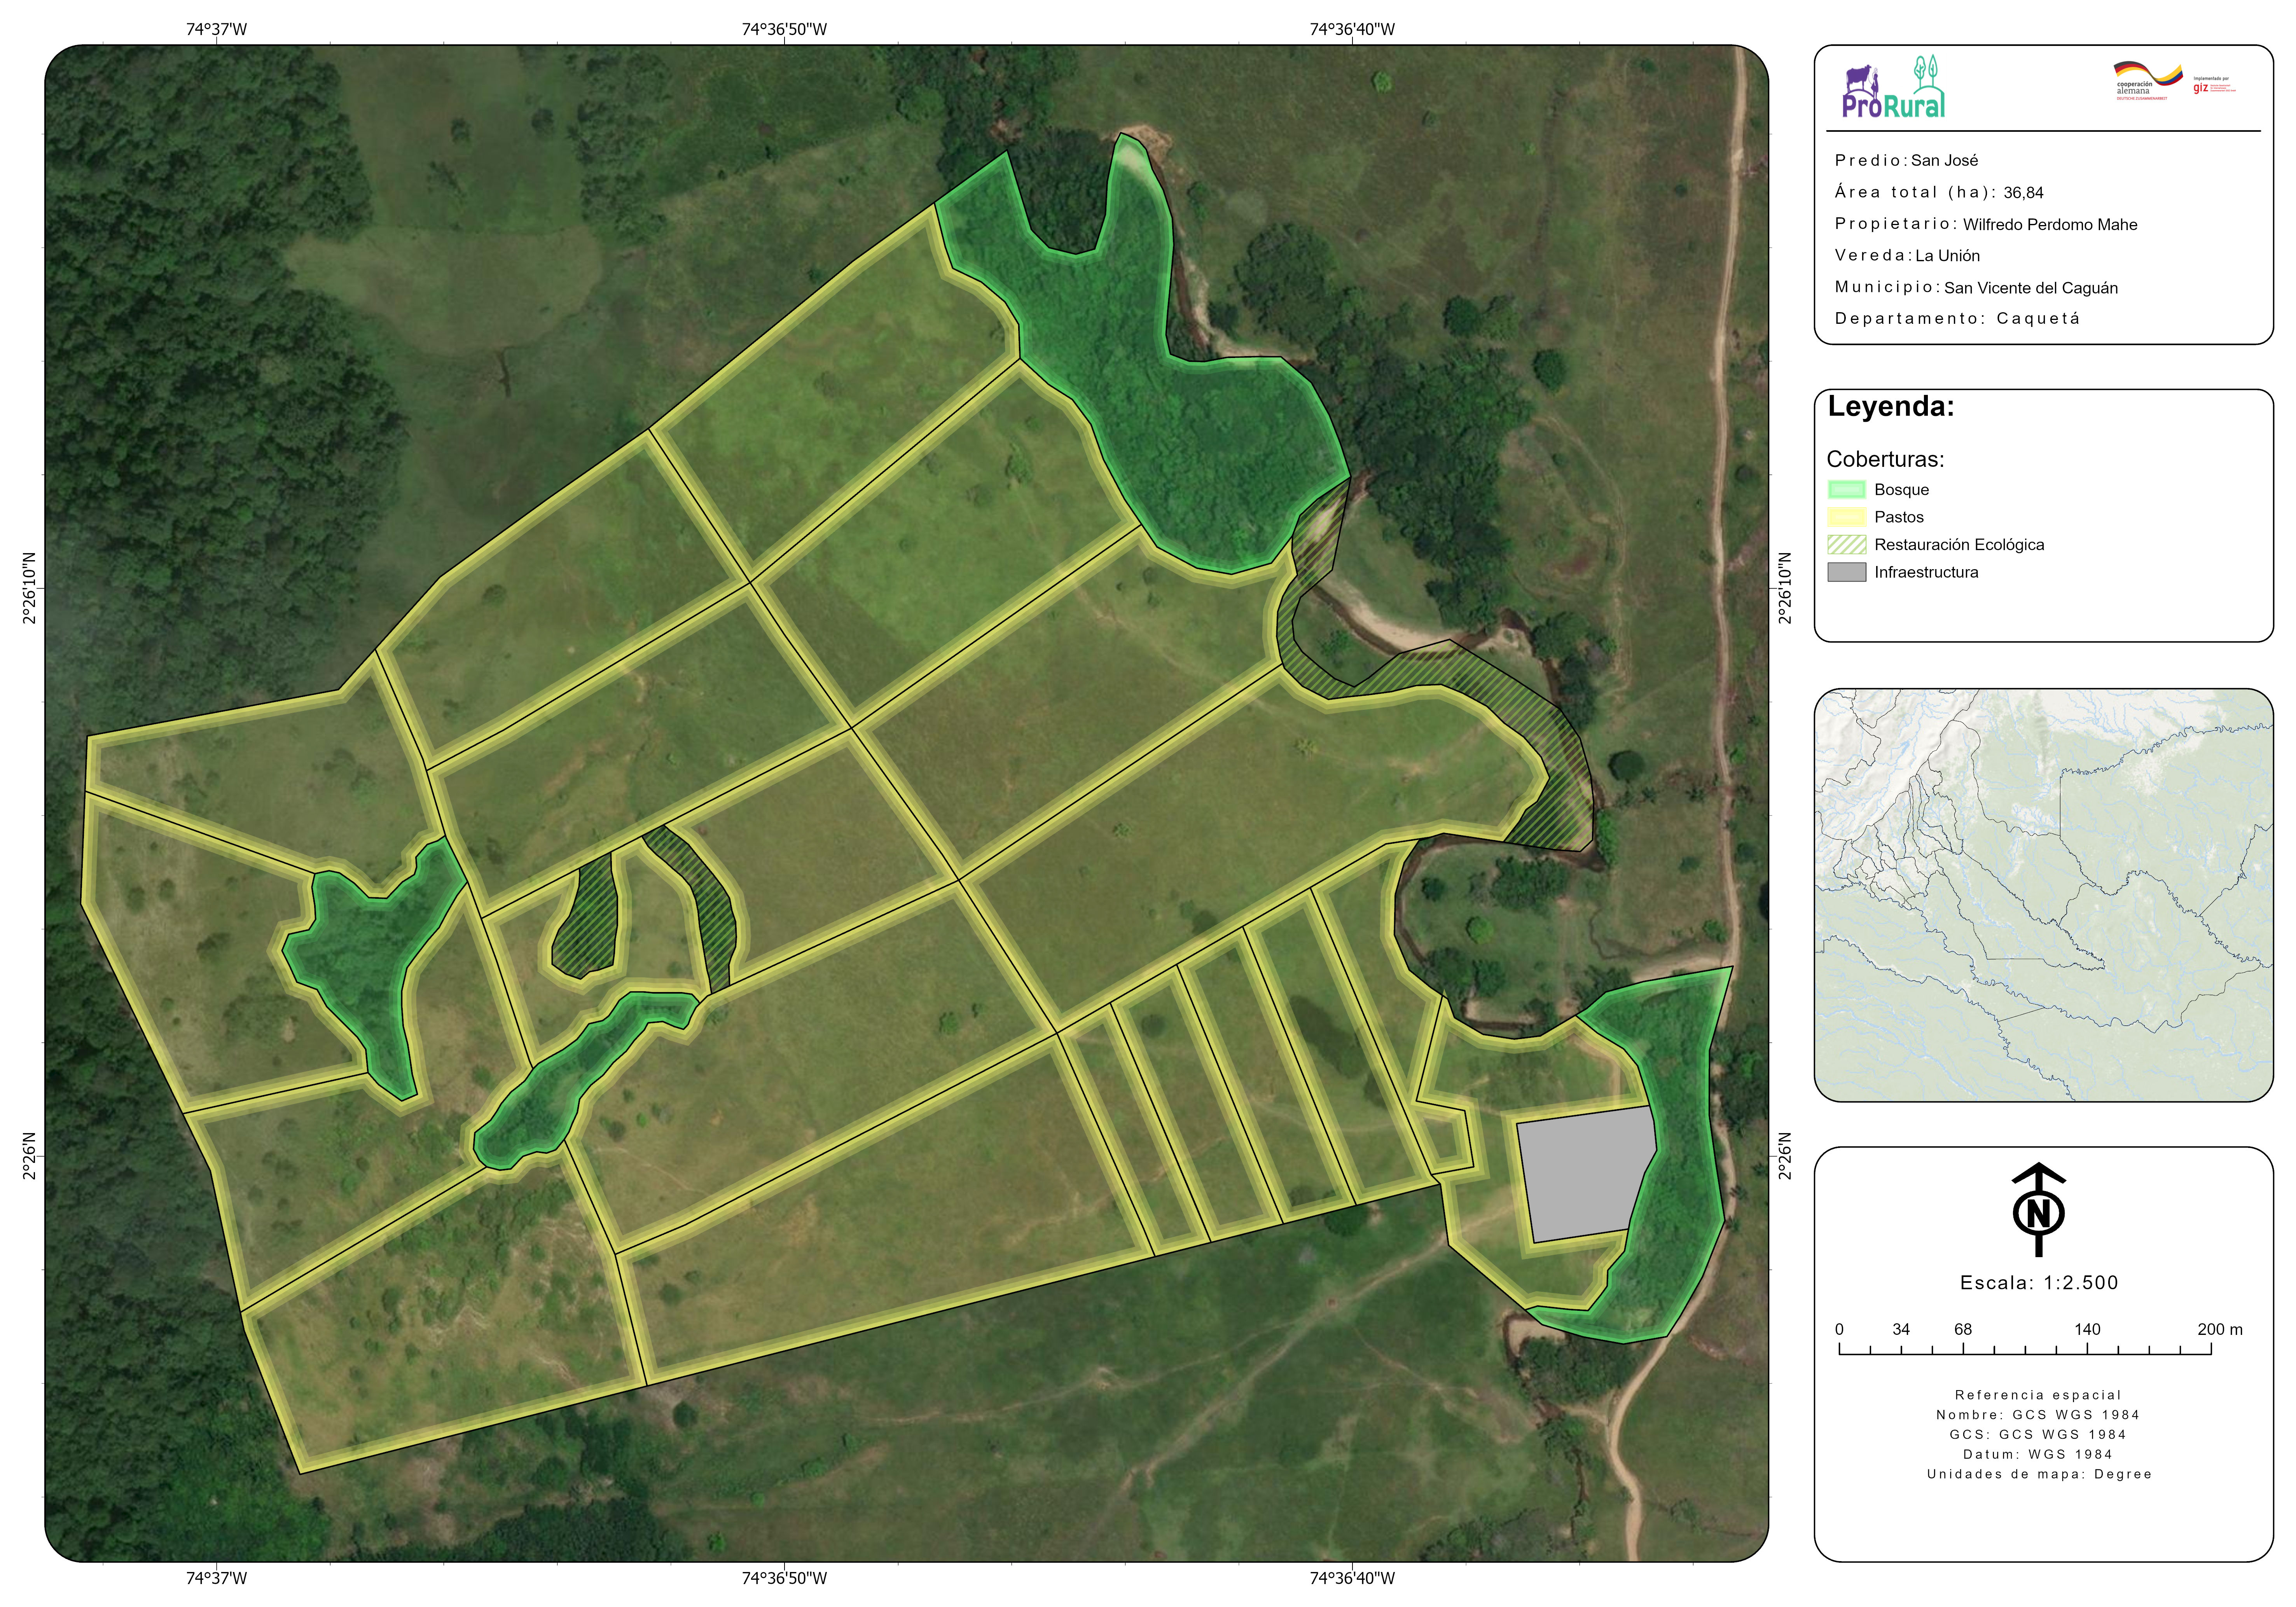 74°37'W
74°36'50"W
74°36'40"W
2°26'10"N
2°26'N
2°26'10"N
2°26'N
74°37'W
74°36'50"W
74°36'40"W
ProRural
cooperación
alemana
DEUTSCHE ZUSAMMENARBEIT
Implementada por
giz
Predio: San José
Área total (ha): 36,84
Propietario: Wilfredo Perdomo Mahe
Vereda: La Unión
Municipio: San Vicente del Caguán
Departamento: Caquetá
Leyenda:
Coberturas:
Bosque
Pastos
Restauración Ecológica
Infraestructura
N
Escala: 1:2.500
0 34 68 140 200 m
Referencia espacial
Nombre: GCS WGS 1984
GCS: GCS WGS 1984
Datum: WGS 1984
Unidades de mapa: Degree